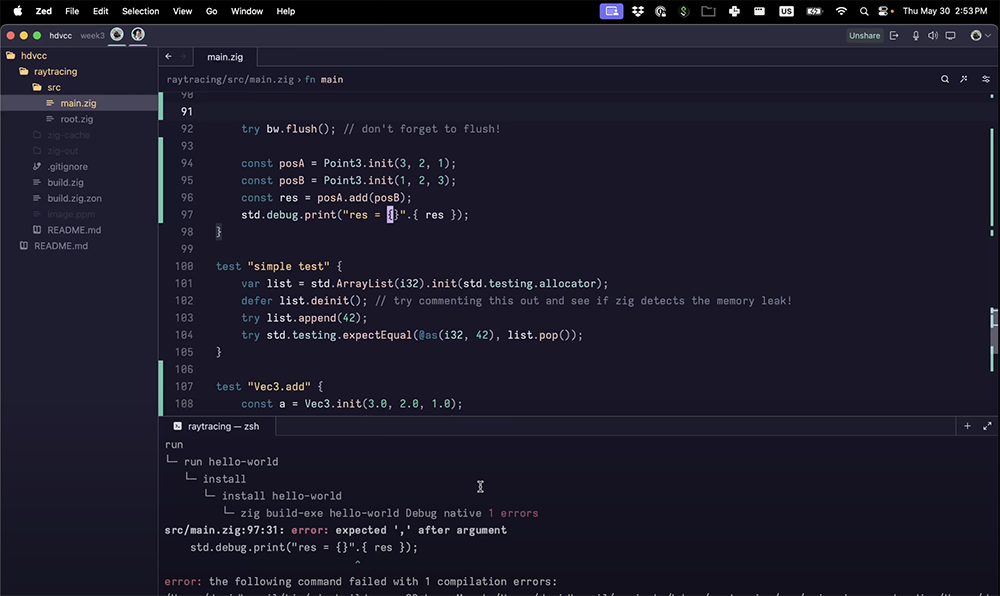 Zed File Edit Selection View Go Window Help US Thu May 30 2:53 PM
hdvcc week3 Unshare
hdvcc
raytracing
src
main.zig
root.zig
zig-cache
zig-out
.gitignore
build.zig
build.zig.zon
image.ppm
README.md
README.md
main.zig
raytracing/src/main.zig › fn main
90
91
92 try bw.flush(); // don't forget to flush!
93
94 const posA = Point3.init(3, 2, 1);
95 const posB = Point3.init(1, 2, 3);
96 const res = posA.add(posB);
97 std.debug.print("res = {}".{ res });
98 }
99
100 test "simple test" {
101 var list = std.ArrayList(i32).init(std.testing.allocator);
102 defer list.deinit(); // try commenting this out and see if zig detects the memory leak!
103 try list.append(42);
104 try std.testing.expectEqual(@as(i32, 42), list.pop());
105 }
106
107 test "Vec3.add" {
108 const a = Vec3.init(3.0, 2.0, 1.0);
raytracing — zsh
run
└─ run hello-world
└─ install
└─ install hello-world
└─ zig build-exe hello-world Debug native 1 errors
src/main.zig:97:31: error: expected ',' after argument
std.debug.print("res = {}".{ res });
^
error: the following command failed with 1 compilation errors: